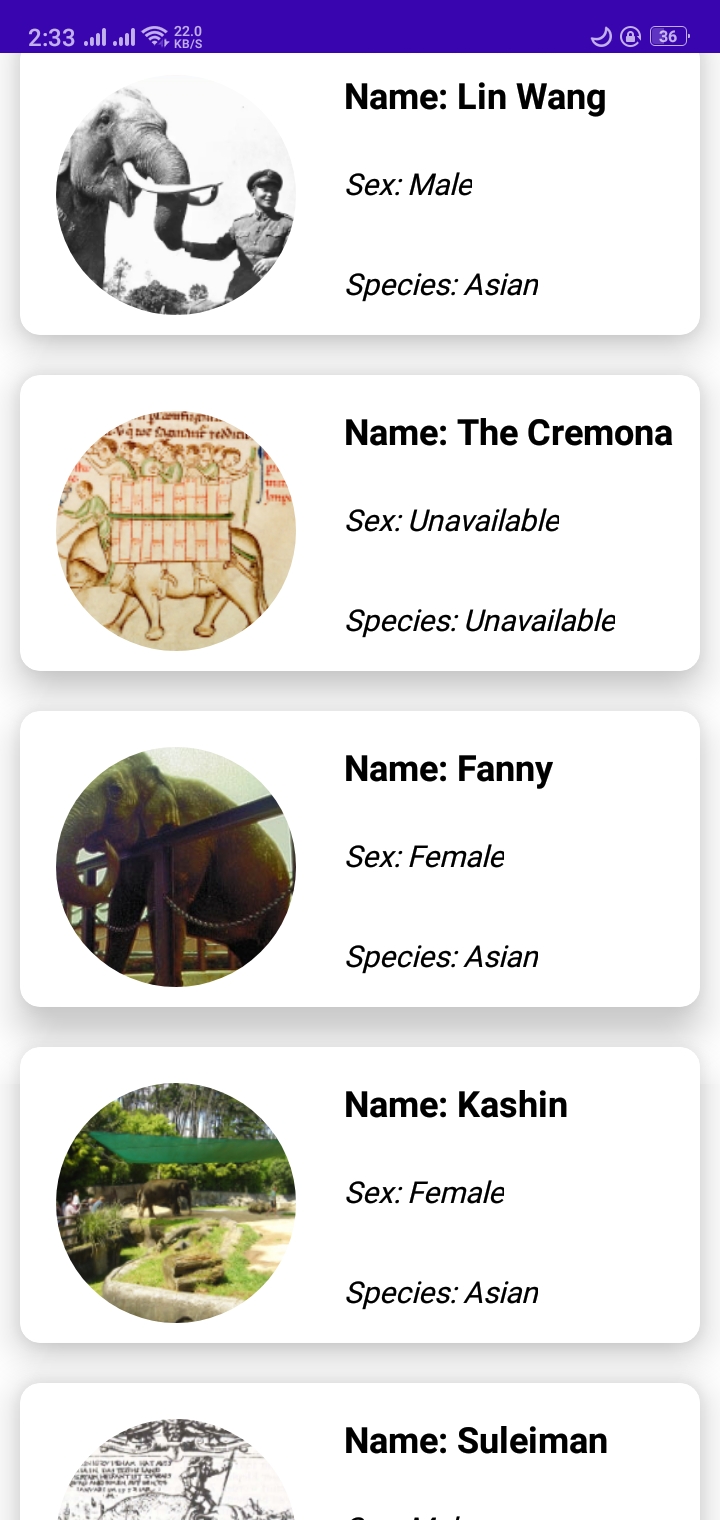 2:33 22.0 KB/S 36
Name: Lin Wang
Sex: Male
Species: Asian
Name: The Cremona
Sex: Unavailable
Species: Unavailable
Name: Fanny
Sex: Female
Species: Asian
Name: Kashin
Sex: Female
Species: Asian
Name: Suleiman